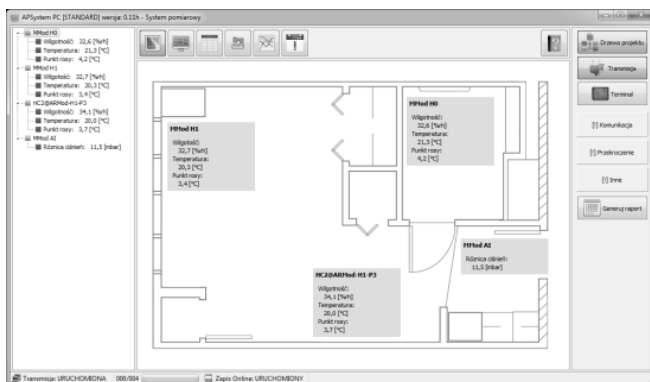 APSystem PC [STANDARD] wersja: 0.11h - System pomiarowy
MMod H0
Wilgotność: 32,6 [%rh]
Temperatura: 21,3 [°C]
Punkt rosy: 4,2 [°C]
MMod H1
Wilgotność: 32,7 [%rh]
Temperatura: 20,3 [°C]
Punkt rosy: 3,4 [°C]
HC2@ARMod-H1-P3
Wilgotność: 34,1 [%rh]
Temperatura: 20,0 [°C]
Punkt rosy: 3,7 [°C]
MMod AI
Różnica ciśnień: 11,5 [mbar]
MMod H1
Wilgotność:
32,7 [%rh]
Temperatura:
20,3 [°C]
Punkt rosy:
3,4 [°C]
MMod H0
Wilgotność:
32,6 [%rh]
Temperatura:
21,3 [°C]
Punkt rosy:
4,2 [°C]
HC2@ARMod-H1-P3
Wilgotność:
34,1 [%rh]
Temperatura:
20,0 [°C]
Punkt rosy:
3,7 [°C]
MMod AI
Różnica ciśnień:
11,5 [mbar]
Drzewo projektu
Transmisja
Terminal
[!] Komunikacja
[!] Przekroczenie
[!] Inne
Generuj raport
Transmisja: URUCHOMIONA 000/004 Zapis Online: URUCHOMIONY